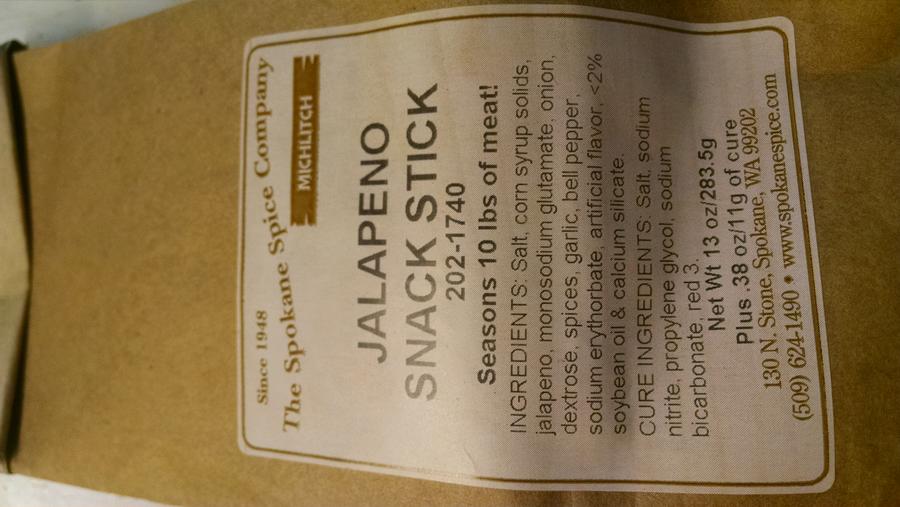 Since 1948
The Spokane Spice Company
MICHLITCH
JALAPENO
SNACK STICK
202-1740
Seasons 10 lbs of meat!
INGREDIENTS: Salt, corn syrup solids,
jalapeno, monosodium glutamate, onion,
dextrose, spices, garlic, bell pepper,
sodium erythorbate, artificial flavor, <2%
soybean oil & calcium silicate.
CURE INGREDIENTS: Salt, sodium
nitrite, propylene glycol, sodium
bicarbonate, red 3.
Net Wt 13 oz/283.5g
Plus .38 oz/11g of cure
130 N. Stone, Spokane, WA 99202
(509) 624-1490 • www.spokanespice.com